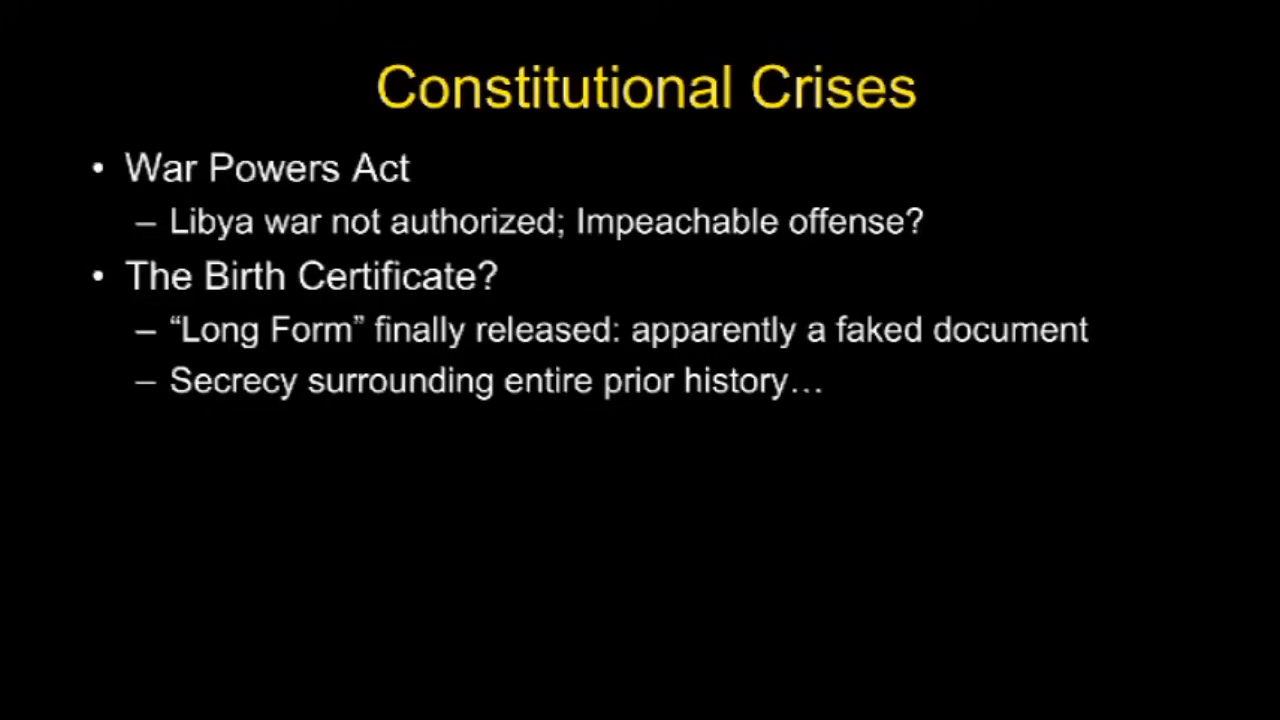 Constitutional Crises
• War Powers Act
– Libya war not authorized; Impeachable offense?
• The Birth Certificate?
– “Long Form” finally released: apparently a faked document
– Secrecy surrounding entire prior history…